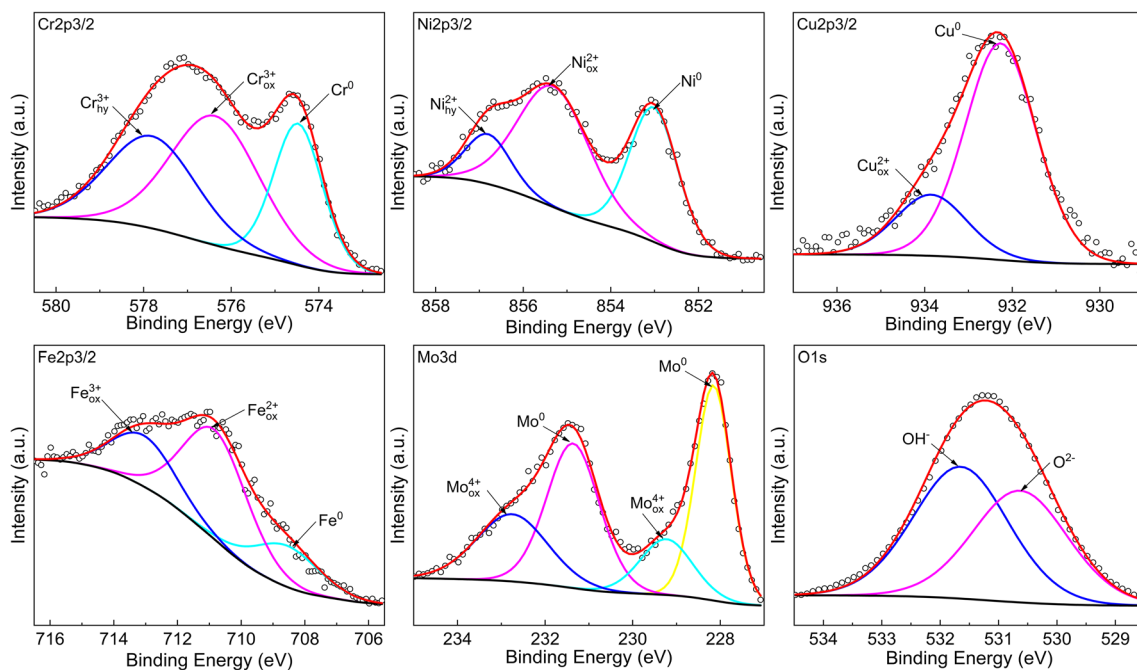 Cr2p3/2
Cr³⁺hy
Cr³⁺ox
Cr⁰
Intensity (a.u.)
580 578 576 574
Binding Energy (eV)
Ni2p3/2
Ni²⁺hy
Ni²⁺ox
Ni⁰
Intensity (a.u.)
858 856 854 852
Binding Energy (eV)
Cu2p3/2
Cu⁰
Cu²⁺ox
Intensity (a.u.)
936 934 932 930
Binding Energy (eV)
Fe2p3/2
Fe³⁺ox
Fe²⁺ox
Fe⁰
Intensity (a.u.)
716 714 712 710 708 706
Binding Energy (eV)
Mo3d
Mo⁰
Mo⁰
Mo⁴⁺ox
Mo⁴⁺ox
Intensity (a.u.)
234 232 230 228
Binding Energy (eV)
O1s
OH⁻
O²⁻
Intensity (a.u.)
534 533 532 531 530 529
Binding Energy (eV)